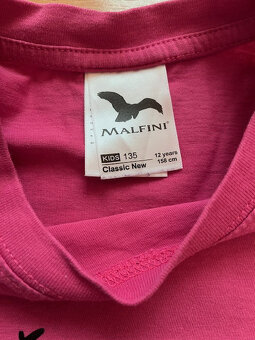 MALFINI®
KIDS 135
Classic New
12 years
158 cm